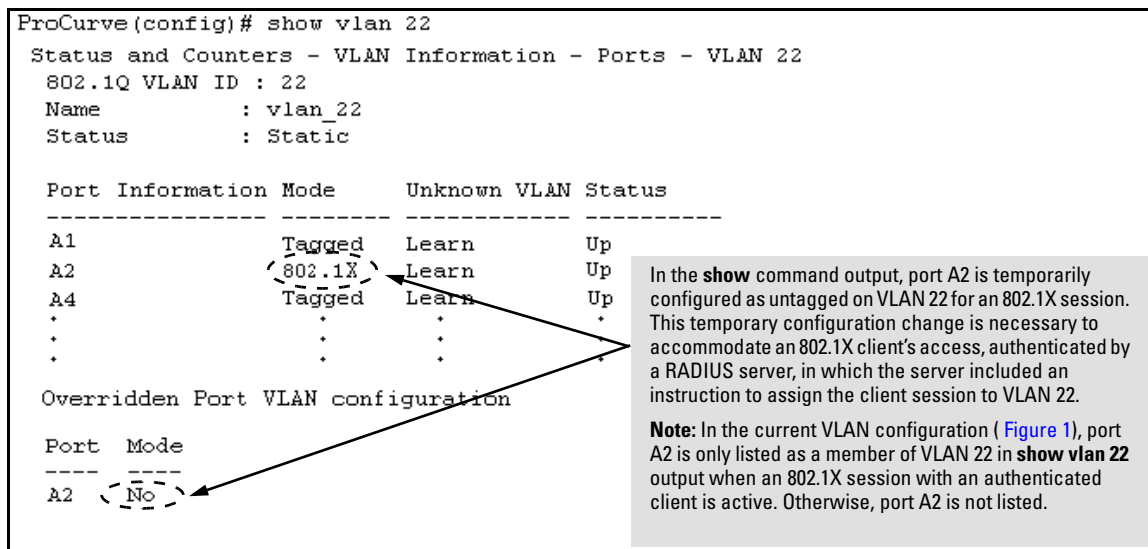 ProCurve(config)# show vlan 22
Status and Counters - VLAN Information - Ports - VLAN 22
802.1Q VLAN ID : 22
Name : vlan_22
Status : Static
Port Information Mode Unknown VLAN Status
---------------- -------- ------------ ----------
A1 Tagged Learn Up
A2 802.1X Learn Up
A4 Tagged Learn Up
Overridden Port VLAN configuration
Port Mode
---- ----
A2 No
In the show command output, port A2 is temporarily
configured as untagged on VLAN 22 for an 802.1X session.
This temporary configuration change is necessary to
accommodate an 802.1X client's access, authenticated by
a RADIUS server, in which the server included an
instruction to assign the client session to VLAN 22.
Note: In the current VLAN configuration ( Figure 1), port
A2 is only listed as a member of VLAN 22 in show vlan 22
output when an 802.1X session with an authenticated
client is active. Otherwise, port A2 is not listed.